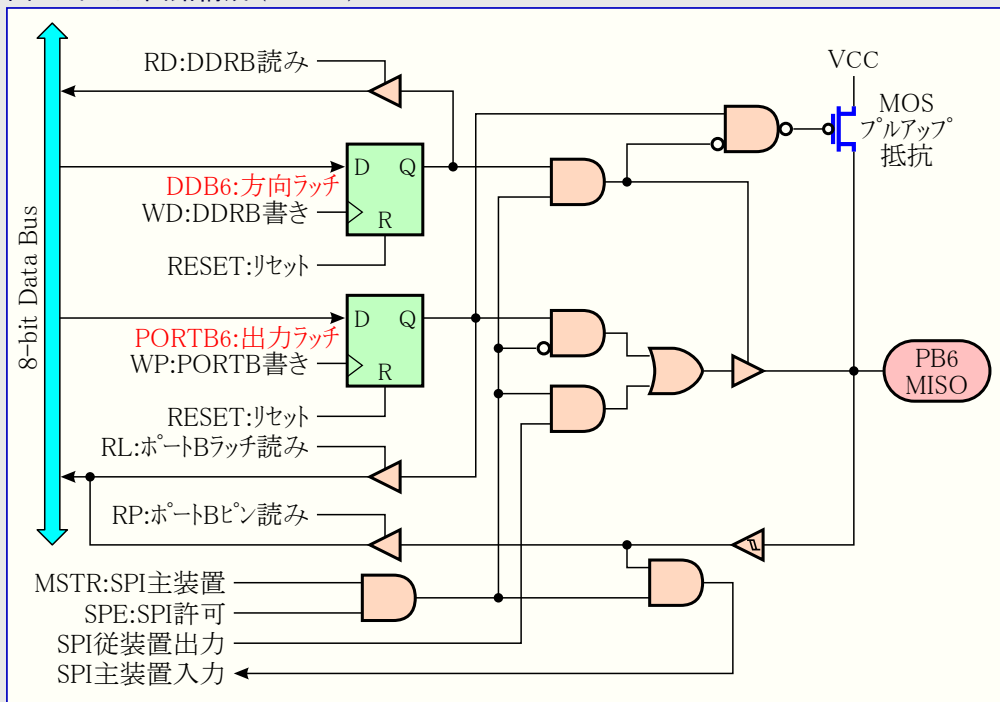 RD:DDRB読み
VCC
MOS
プルアップ
抵抗
D
Q
DDB6:方向ラッチ
WD:DDRB書き
R
RESET:リセット
8-bit Data Bus
D
Q
PORTB6:出力ラッチ
WP:PORTB書き
R
PB6
MISO
RESET:リセット
RL:ポートBラッチ読み
RP:ポートBピン読み
MSTR:SPI主装置
SPE:SPI許可
SPI従装置出力
SPI主装置入力